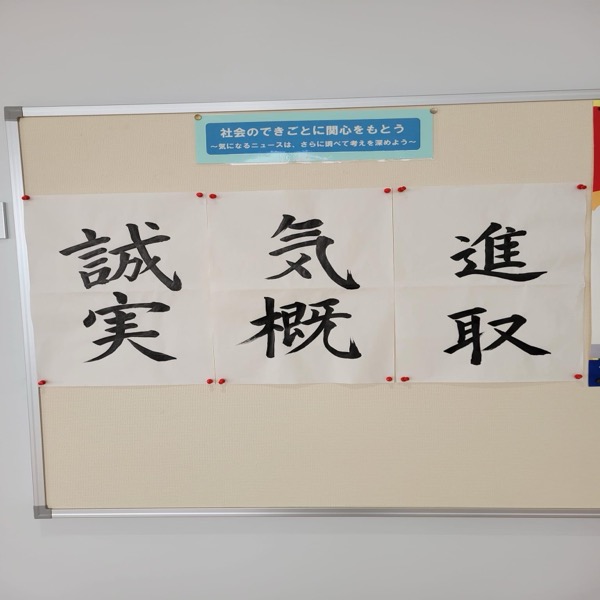 社会のできごとに関心をもとう
～気になるニュースは、さらに調べて考えを深めよう～
進取
気概
誠実